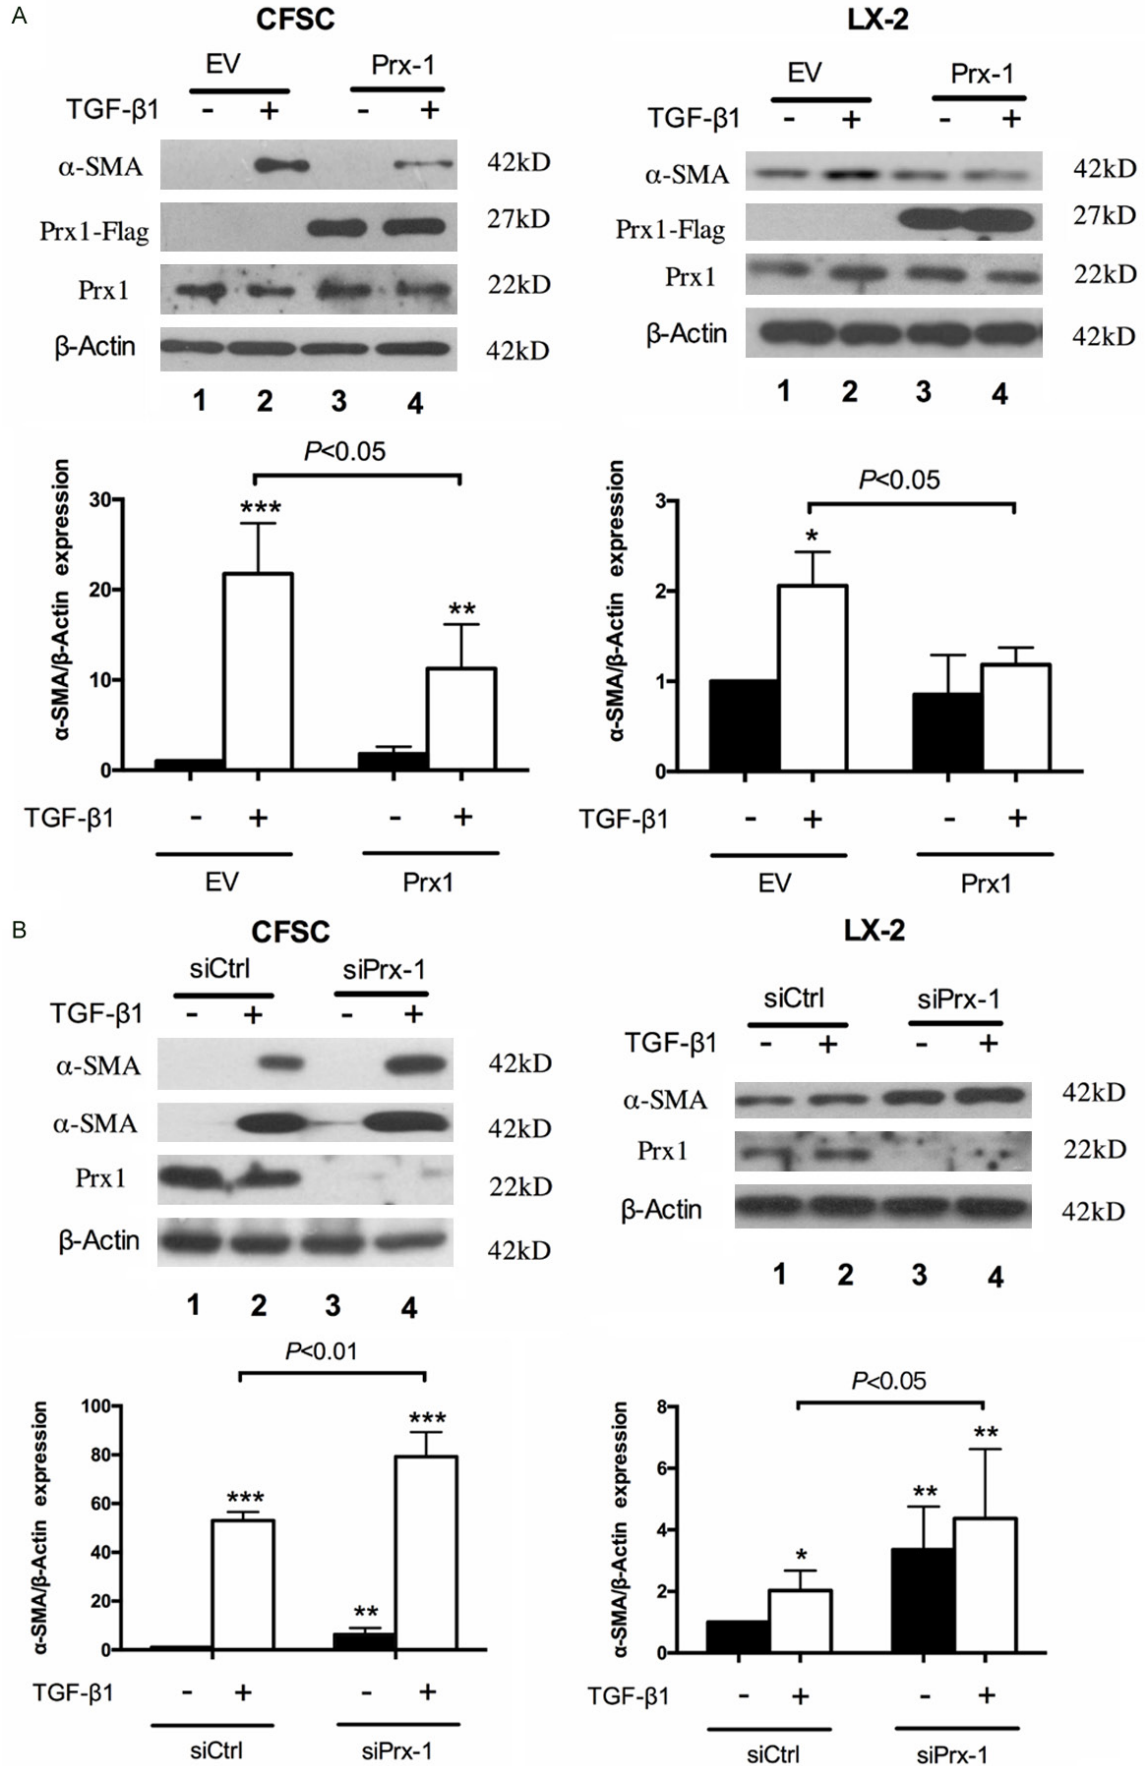 A
CFSC
EV Prx-1
TGF-β1 - + - +
α-SMA 42kD
Prx1-Flag 27kD
Prx1 22kD
β-Actin 42kD
1 2 3 4
LX-2
EV Prx-1
TGF-β1 - + - +
α-SMA 42kD
Prx1-Flag 27kD
Prx1 22kD
β-Actin 42kD
1 2 3 4
P<0.05
α-SMA/β-Actin expression
30
20
10
0
***
**
TGF-β1 - + - +
EV Prx1
P<0.05
α-SMA/β-Actin expression
3
2
1
0
*
TGF-β1 - + - +
EV Prx1
B
CFSC
siCtrl siPrx-1
TGF-β1 - + - +
α-SMA 42kD
α-SMA 42kD
Prx1 22kD
β-Actin 42kD
1 2 3 4
LX-2
siCtrl siPrx-1
TGF-β1 - + - +
α-SMA 42kD
Prx1 22kD
β-Actin 42kD
1 2 3 4
P<0.01
α-SMA/β-Actin expression
100
80
60
40
20
0
***
**
***
TGF-β1 - + - +
siCtrl siPrx-1
P<0.05
α-SMA/β-Actin expression
8
6
4
2
0
*
**
**
TGF-β1 - + - +
siCtrl siPrx-1